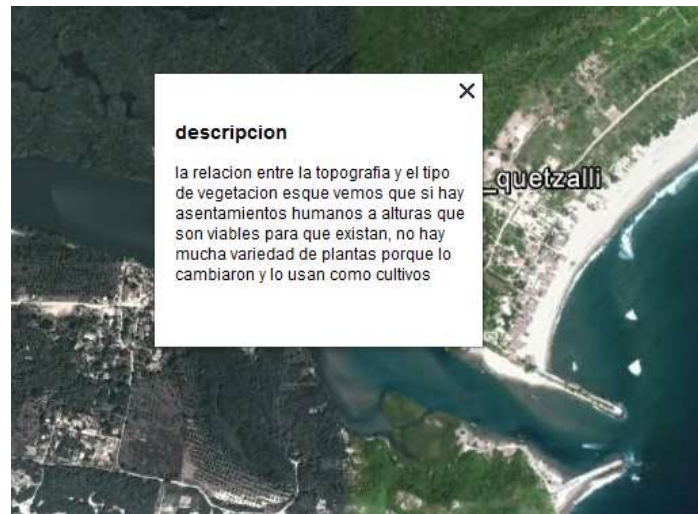 descripcion
la relacion entre la topografia y el tipo
de vegetacion esque vemos que si hay
asentamientos humanos a alturas que
son viables para que existan, no hay
mucha variedad de plantas porque lo
cambiaron y lo usan como cultivos
_quetzalli